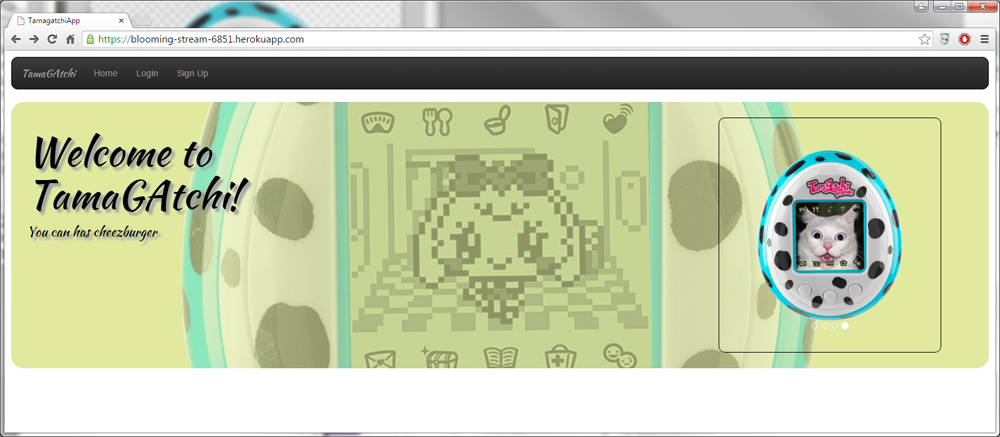 TamagatchiApp
https://blooming-stream-6851.herokuapp.com
TamaGAtchi Home Login Sign Up
Welcome to
TamaGAtchi!
You can has cheezburger
Tamagotchi